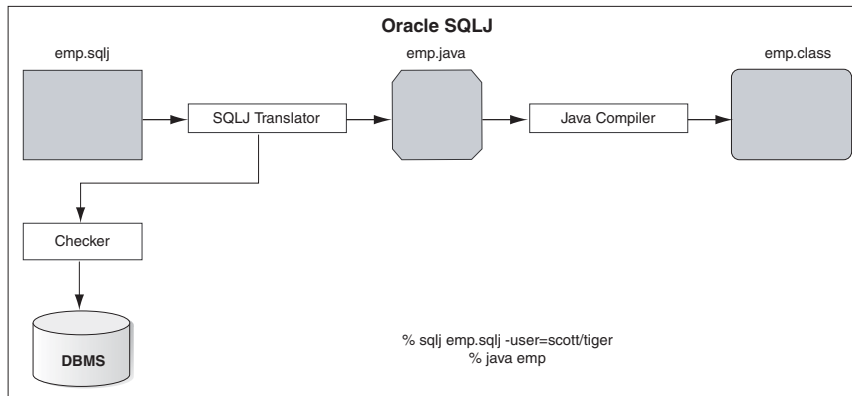 Oracle SQLJ
emp.sqlj
emp.java
emp.class
SQLJ Translator
Java Compiler
Checker
DBMS
% sqlj emp.sqlj -user=scott/tiger
% java emp